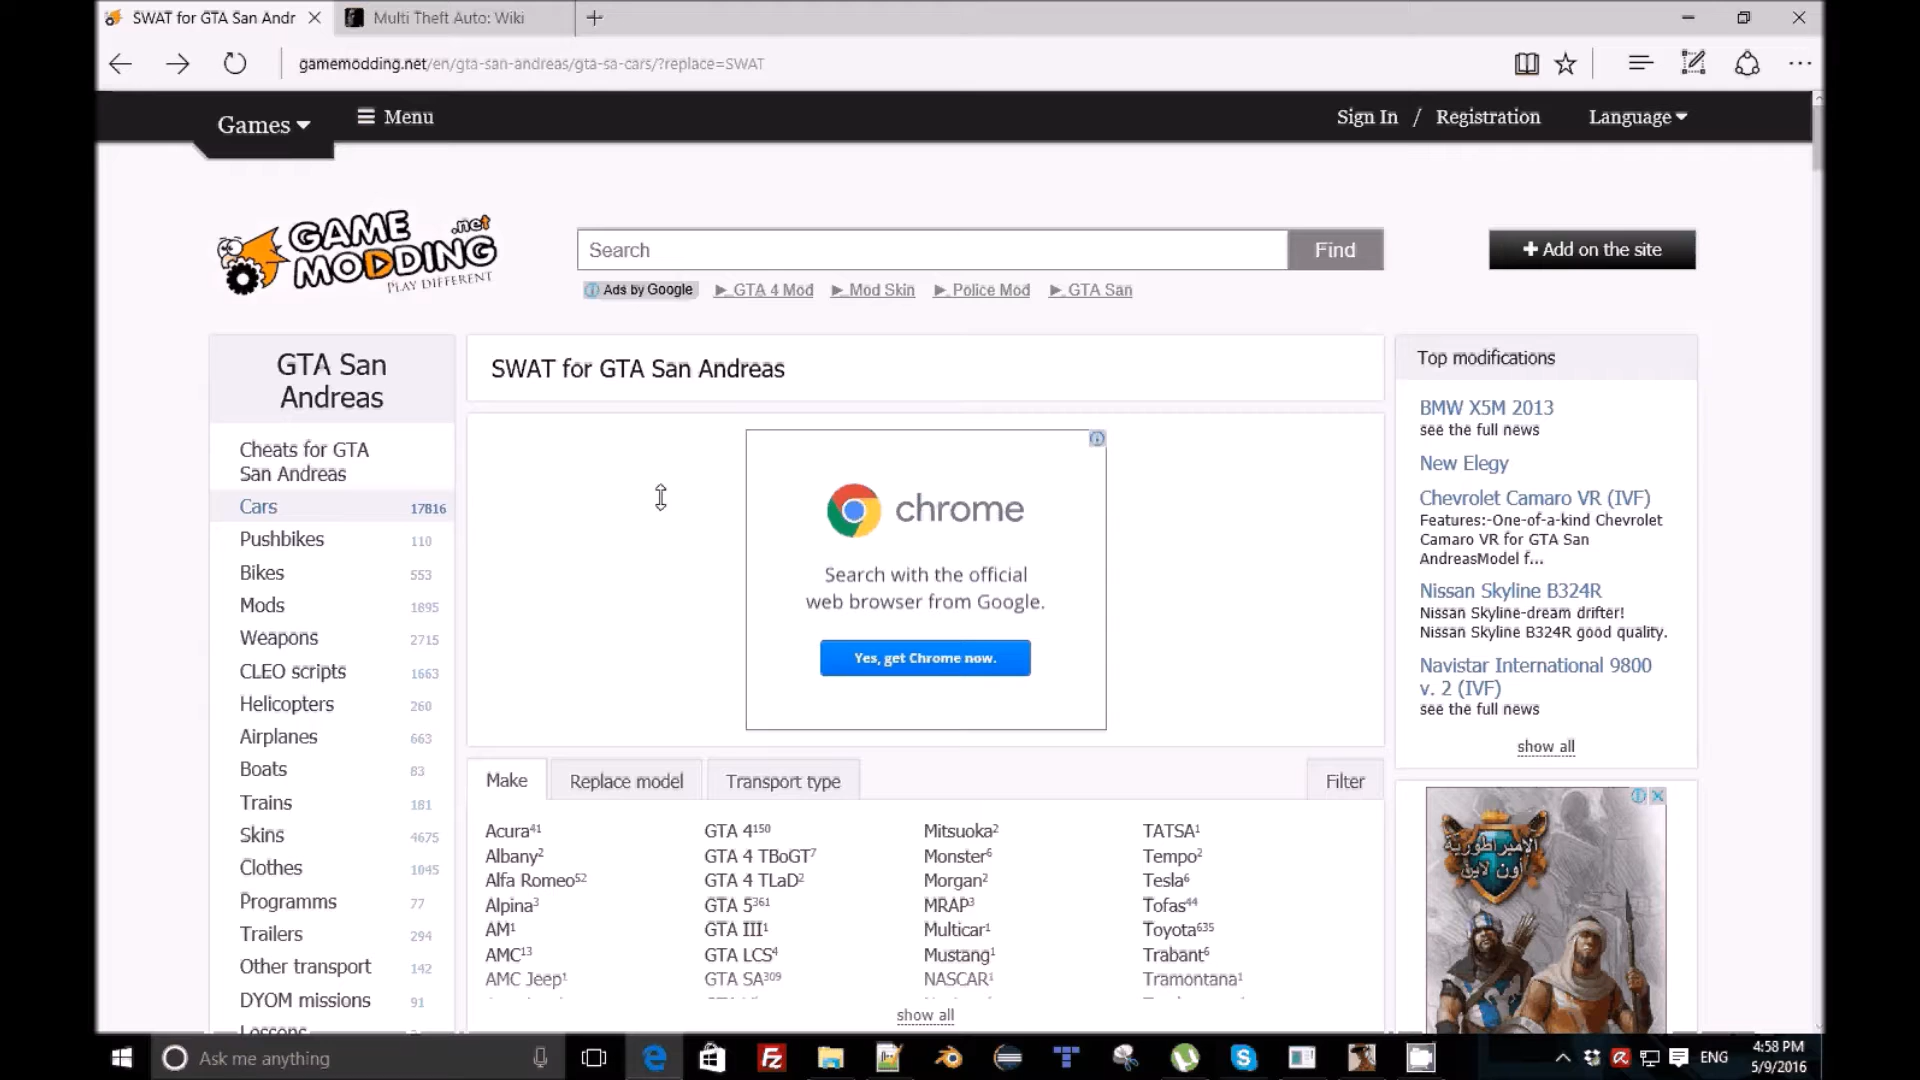 SWAT for GTA San Andr
Multi Theft Auto: Wiki
gamemodding.net/en/gta-san-andreas/gta-sa-cars/?replace=SWAT
Games
Menu
Sign In / Registration
Language
GAME
.net
MODDING
PLAY DIFFERENT
Search
Find
Add on the site
Ads by Google
GTA 4 Mod
Mod Skin
Police Mod
GTA San
GTA San
Andreas
Cheats for GTA
San Andreas
Cars 17816
Pushbikes 110
Bikes 553
Mods 1895
Weapons 2715
CLEO scripts 1663
Helicopters 260
Airplanes 663
Boats 83
Trains 181
Skins 4675
Clothes 1045
Programms 77
Trailers 294
Other transport 142
DYOM missions 91
Lessons
SWAT for GTA San Andreas
chrome
Search with the official
web browser from Google.
Yes, get Chrome now.
Make
Replace model
Transport type
Filter
Acura41
Albany2
Alfa Romeo52
Alpina3
AM1
AMC13
AMC Jeep1
GTA 4150
GTA 4 TBoGT7
GTA 4 TLaD2
GTA 5361
GTA III1
GTA LCS4
GTA SA309
Mitsuoka2
Monster6
Morgan2
MRAP3
Multicar1
Mustang1
NASCAR1
TATSA1
Tempo2
Tesla6
Tofas44
Toyota635
Trabant6
Tramontana1
show all
Top modifications
BMW X5M 2013
see the full news
New Elegy
Chevrolet Camaro VR (IVF)
Features:-One-of-a-kind Chevrolet
Camaro VR for GTA San
AndreasModel f...
Nissan Skyline B324R
Nissan Skyline-dream drifter!
Nissan Skyline B324R good quality.
Navistar International 9800
v. 2 (IVF)
see the full news
show all
الامبراطورية
أون لاين
Ask me anything
ENG
4:58 PM
5/9/2016